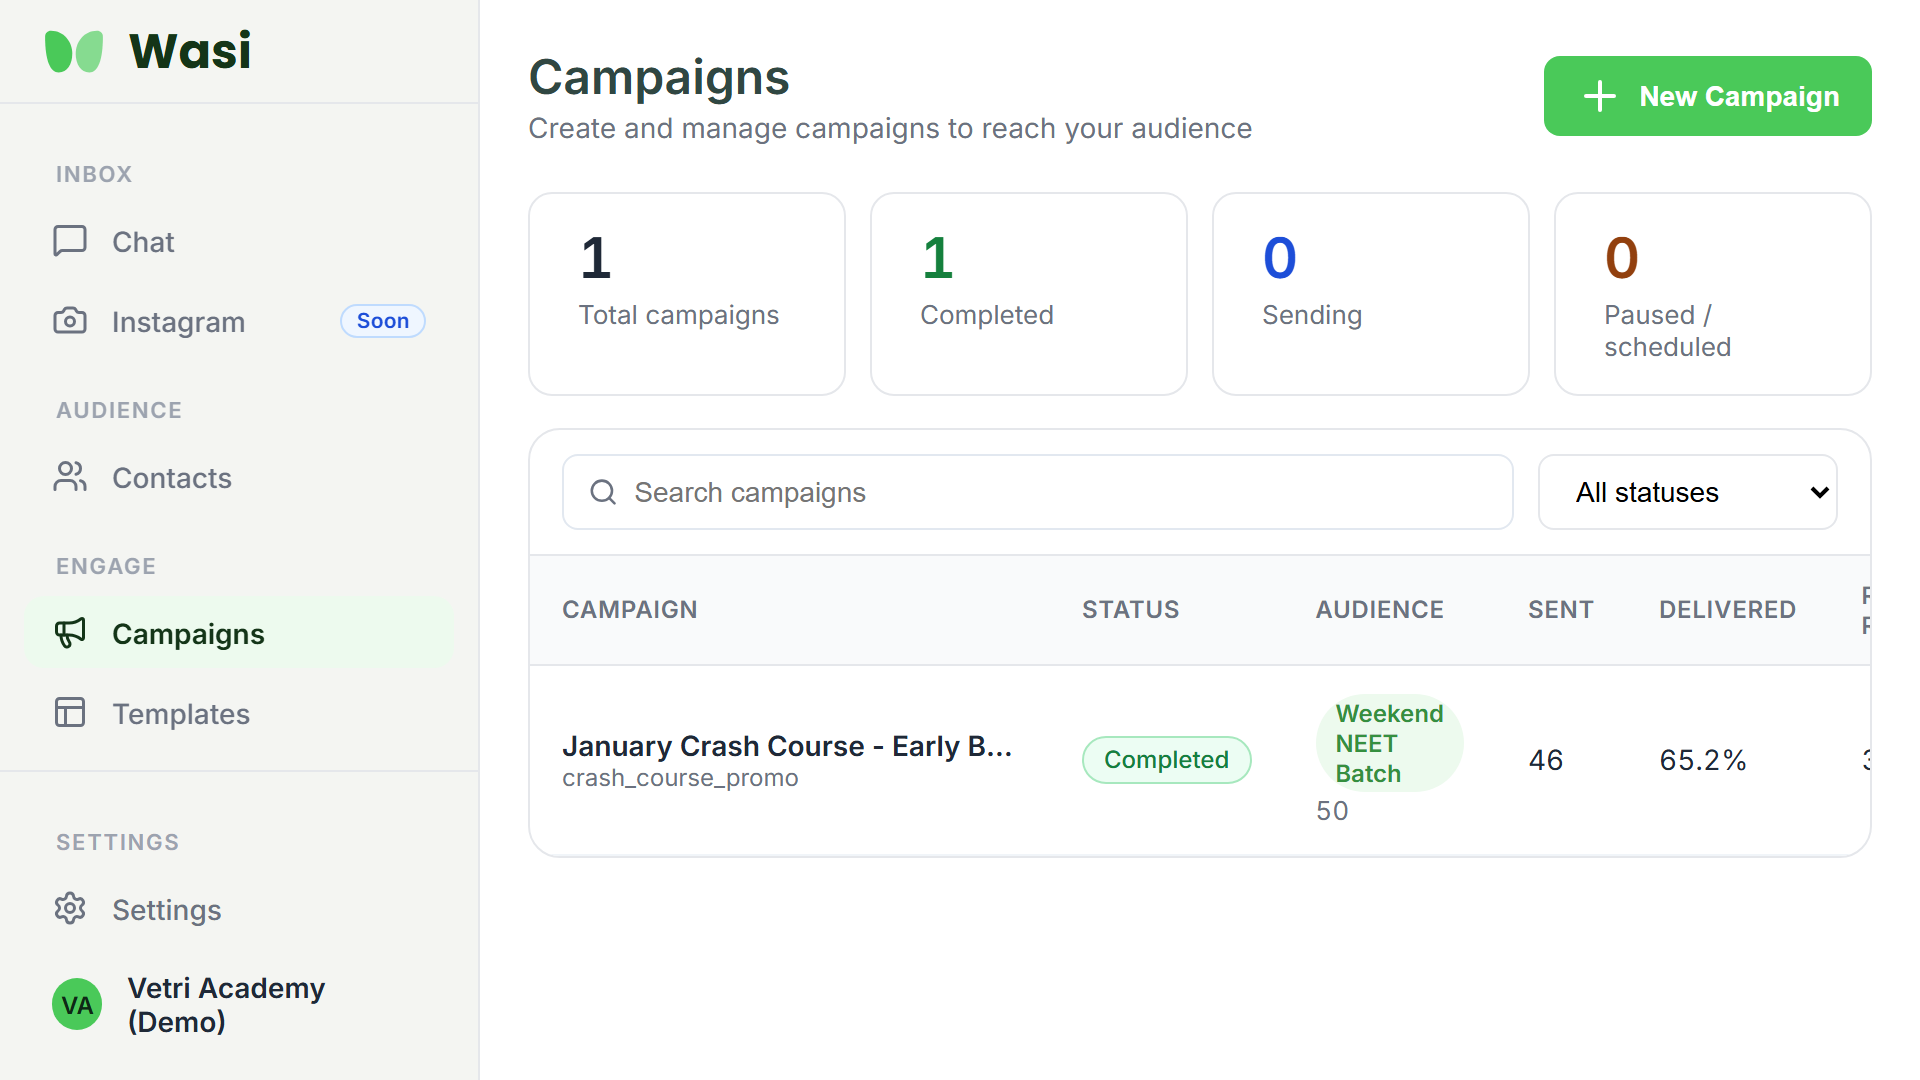 Wasi
INBOX
Chat
Instagram
Soon
AUDIENCE
Contacts
ENGAGE
Campaigns
Templates
SETTINGS
Settings
VA
Vetri Academy
(Demo)
Campaigns
Create and manage campaigns to reach your audience
New Campaign
1
Total campaigns
1
Completed
0
Sending
0
Paused /
scheduled
Search campaigns
All statuses
CAMPAIGN
STATUS
AUDIENCE
SENT
DELIVERED
January Crash Course - Early B...
crash_course_promo
Completed
Weekend
NEET
Batch
50
46
65.2%